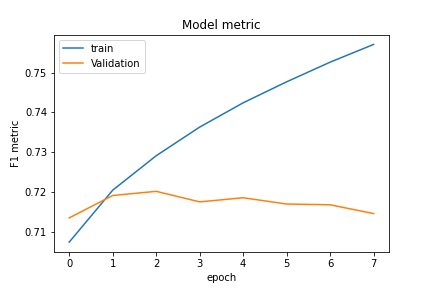 Model metric
train
Validation
F1 metric
0.75
0.74
0.73
0.72
0.71
0 1 2 3 4 5 6 7
epoch